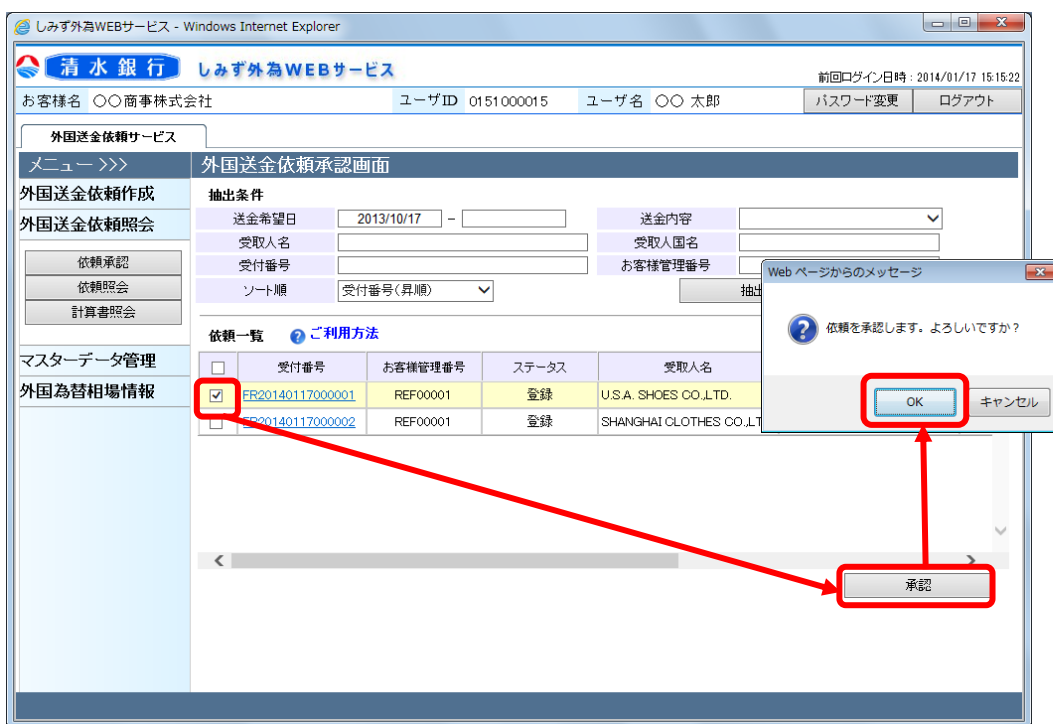 しみず外為WEBサービス - Windows Internet Explorer
清水銀行 しみず外為WEBサービス
前回ログイン日時 : 2014/01/17 15:15:22
お客様名 〇〇商事株式会社 ユーザID 0151000015 ユーザ名 〇〇 太郎 パスワード変更 ログアウト
外国送金依頼サービス
メニュー >>> 外国送金依頼承認画面
外国送金依頼作成
外国送金依頼照会
依頼承認
依頼照会
計算書照会
マスターデータ管理
外国為替相場情報
抽出条件
送金希望日 2013/10/17 - 送金内容
受取人名 受取人国名
受付番号 お客様管理番号
ソート順 受付番号(昇順) 抽出
依頼一覧 ? ご利用方法
受付番号 お客様管理番号 ステータス 受取人名
FR20140117000001 REF00001 登録 U.S.A. SHOES CO.,LTD.
FR20140117000002 REF00001 登録 SHANGHAI CLOTHES CO.,LT
承認
Web ページからのメッセージ
? 依頼を承認します。よろしいですか?
OK キャンセル